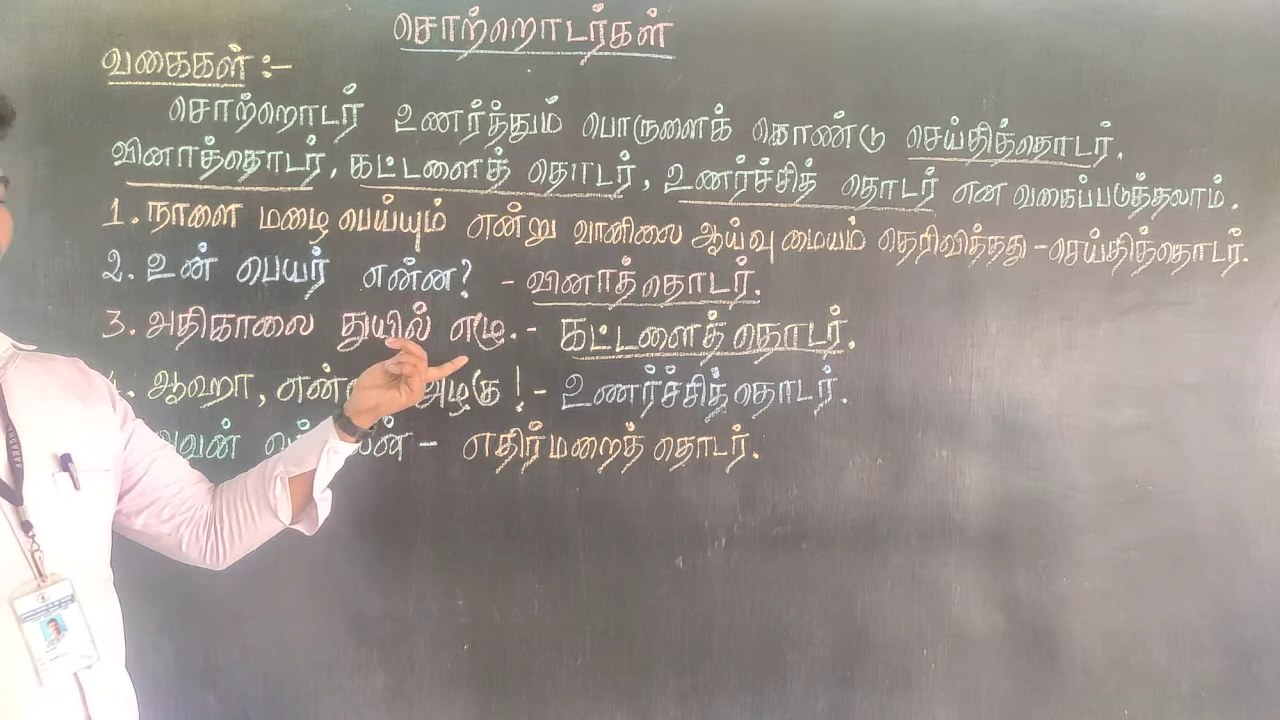 சொற்றொடர்கள்
வகைகள் :-
சொற்றொடர் உணர்த்தும் பொருளைக் கொண்டு செய்தித்தொடர்,
வினாத்தொடர், கட்டளைத் தொடர், உணர்ச்சித் தொடர் என வகைப்படுத்தலாம்.
1. நாளை மழை பெய்யும் என்று வானிலை ஆய்வு மையம் தெரிவித்தது - செய்தித்தொடர்.
2. உன் பெயர் என்ன? - வினாத்தொடர்.
3. அதிகாலை துயில் எழு. - கட்டளைத் தொடர்.
ஆஹா, அழகு ! - உணர்ச்சித்தொடர்.
- எதிர்மறைத் தொடர்.